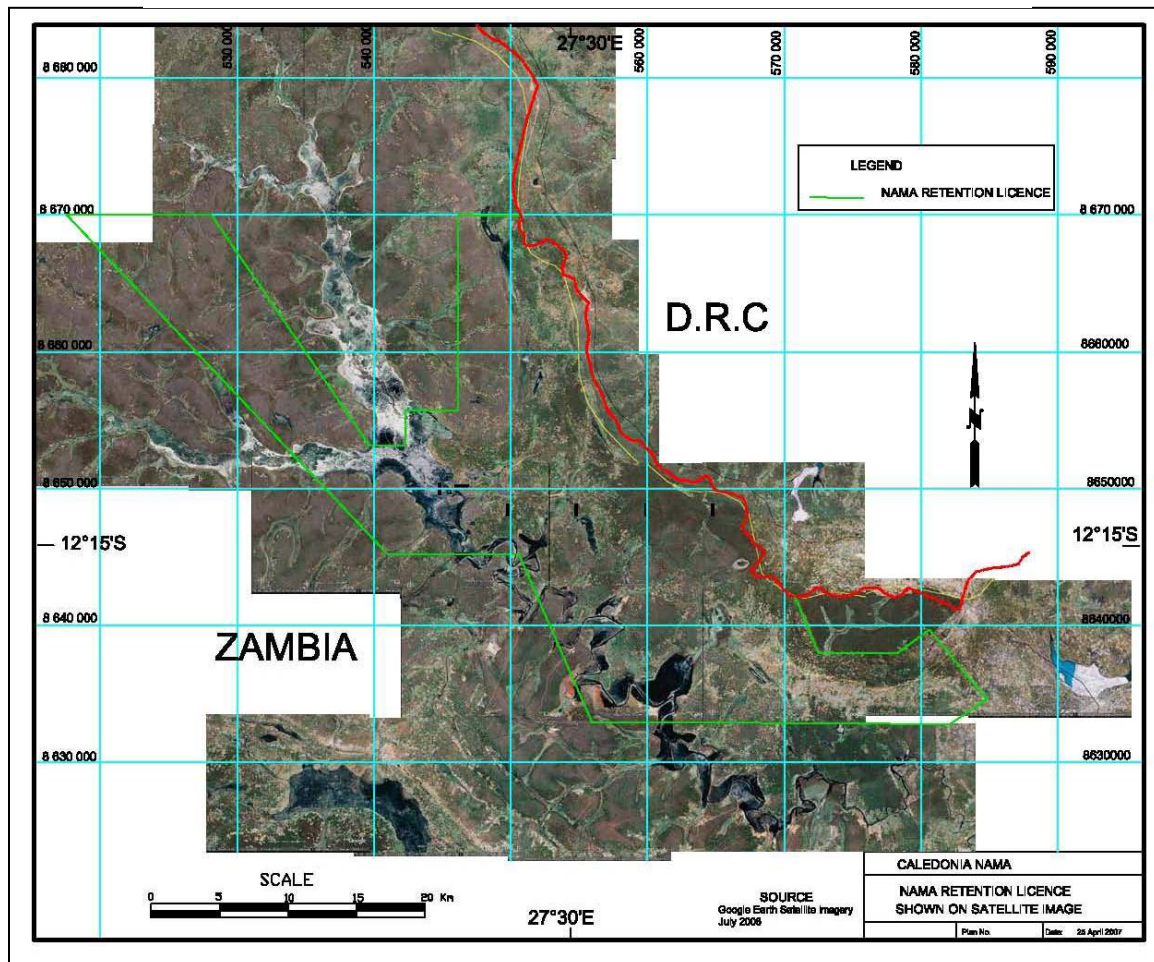 530 000
540 000
27°30'E
560 000
570 000
580 000
590 000
8 680 000
LEGEND
NAMA RETENTION LICENCE
8 670 000
8 670 000
D.R.C
8 660 000
8660000
N
8 650 000
8650000
12°15'S
12°15'S
8 640 000
8640000
ZAMBIA
8 630 000
8630000
SCALE
0 5 10 15 20 Km
27°30'E
SOURCE
Google Earth Satellite Imagery
July 2006
CALEDONIA NAMA
NAMA RETENTION LICENCE
SHOWN ON SATELLITE IMAGE
Plan No. Date: 25 April 2007